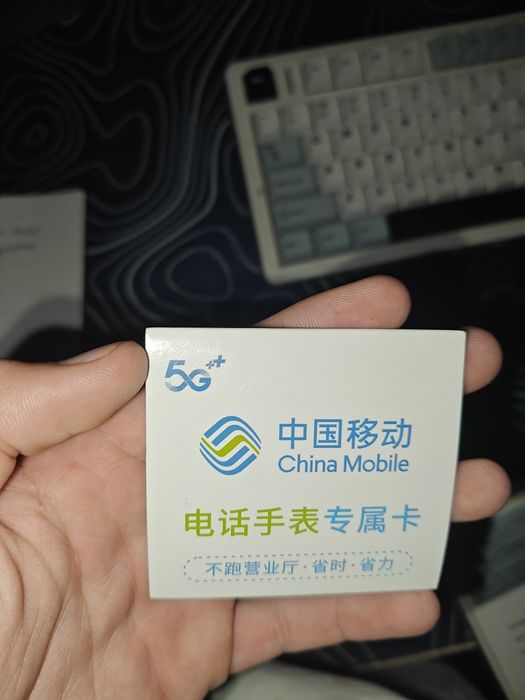 5G++
中国移动
China Mobile
电话手表专属卡
不跑营业厅·省时·省力